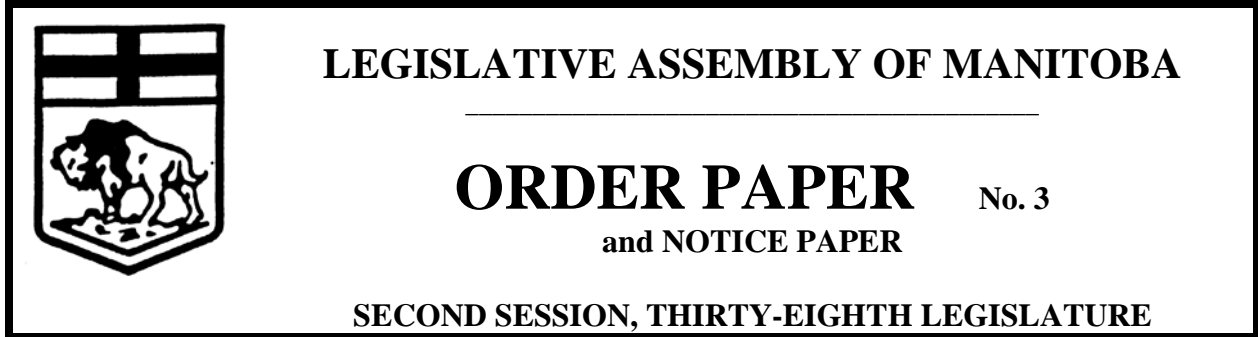 LEGISLATIVE ASSEMBLY OF MANITOBA
ORDER PAPER No. 3
and NOTICE PAPER
SECOND SESSION, THIRTY-EIGHTH LEGISLATURE